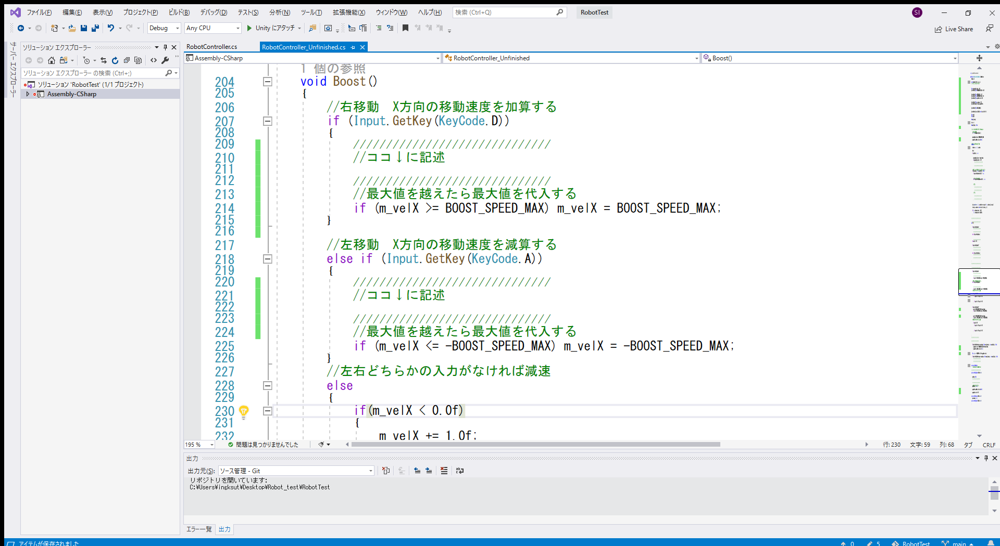 ファイル(F) 編集(E) 表示(V) プロジェクト(P) ビルド(B) デバッグ(D) テスト(S) 分析(N) ツール(T) 拡張機能(X) ウィンドウ(W) ヘルプ(H) 検索 (Ctrl+Q) RobotTest SI
Debug Any CPU Unity にアタッチ Live Share
サーバー エクスプローラー
ソリューション エクスプローラー
ソリューション エクスプローラー の検索 (Ctrl+;)
ソリューション 'RobotTest' (1/1 プロジェクト)
Assembly-CSharp
RobotController.cs RobotController_Unfinished.cs
Assembly-CSharp RobotController_Unfinished Boost()
1 個の参照
204 void Boost()
205 {
206 //右移動　X方向の移動速度を加算する
207 if (Input.GetKey(KeyCode.D))
208 {
209 //////////////////////////////
210 //ココ↓に記述
211
212 //////////////////////////////
213 //最大値を越えたら最大値を代入する
214 if (m_velX >= BOOST_SPEED_MAX) m_velX = BOOST_SPEED_MAX;
215 }
216
217 //左移動　X方向の移動速度を減算する
218 else if (Input.GetKey(KeyCode.A))
219 {
220 //////////////////////////////
221 //ココ↓に記述
222
223 //////////////////////////////
224 //最大値を越えたら最大値を代入する
225 if (m_velX <= -BOOST_SPEED_MAX) m_velX = -BOOST_SPEED_MAX;
226 }
227 //左右どちらかの入力がなければ減速
228 else
229 {
230 if(m_velX < 0.0f)
231 {
232 m_velX += 1.0f;
195 % 問題は見つかりませんでした 行: 230 文字: 59 列: 68 タブ CRLF
出力
出力元(S): ソース管理 - Git
リポジトリを開いています:
C:¥Users¥ingksut¥Desktop¥Robot_test¥RobotTest
エラー一覧 出力
アイテムが保存されました 0 5 RobotTest main